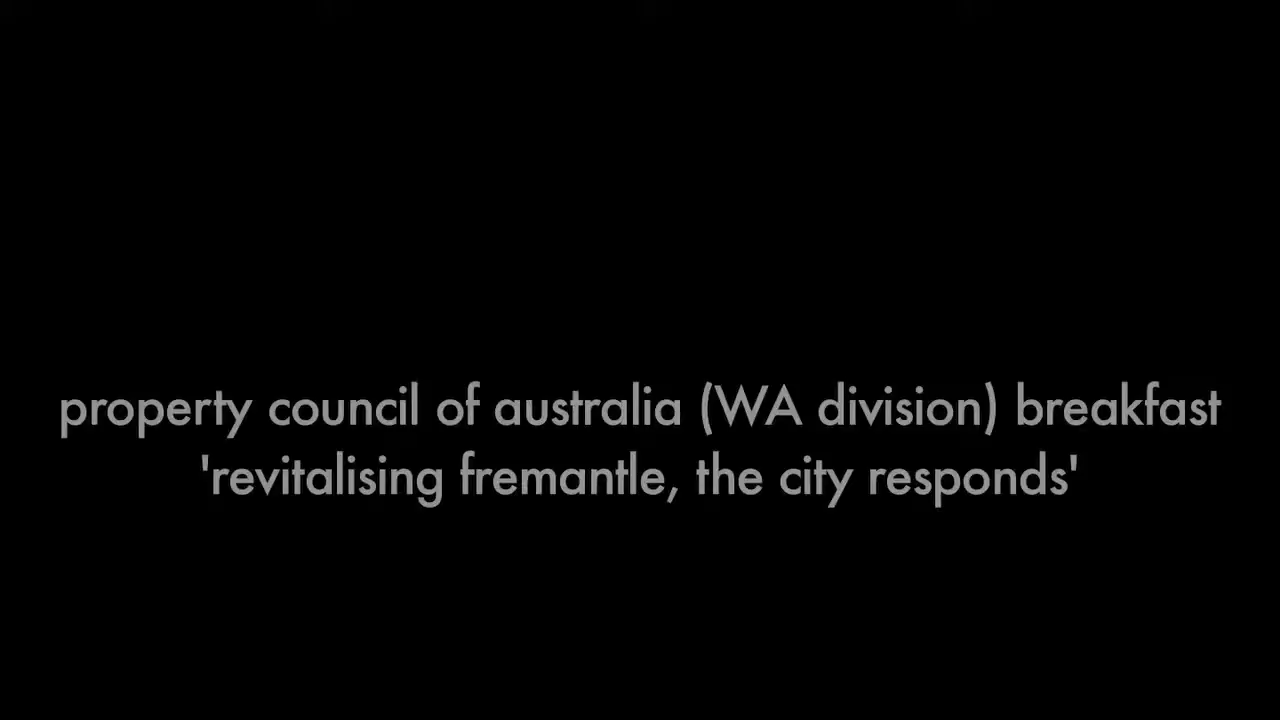 property council of australia (WA division) breakfast
'revitalising fremantle, the city responds'